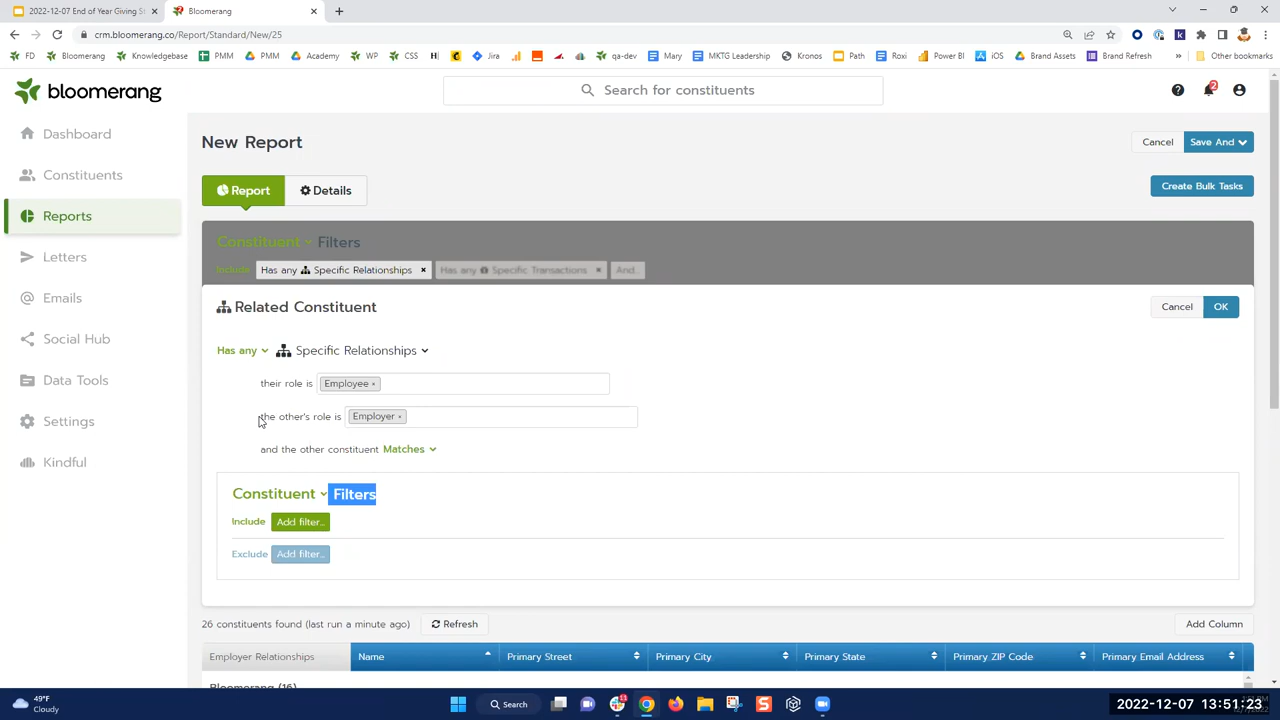 2022-12-07 End of Year Giving St
Bloomerang
crm.bloomerang.co/Report/Standard/New/25
FD
Bloomerang
Knowledgebase
PMM
PMM
Academy
WP
CSS
Jira
qa-dev
Mary
MKTG Leadership
Kronos
Path
Roxi
Power BI
iOS
Brand Assets
Brand Refresh
Other bookmarks
bloomerang
Search for constituents
2
Dashboard
Constituents
Reports
Letters
Emails
Social Hub
Data Tools
Settings
Kindful
New Report
Cancel
Save And
Report
Details
Create Bulk Tasks
Constituent Filters
Include Has any Specific Relationships × Has any Specific Transactions × And...
Related Constituent
Cancel
OK
Has any Specific Relationships
their role is Employee ×
the other's role is Employer ×
and the other constituent Matches
Constituent Filters
Include Add filter...
Exclude Add filter...
26 constituents found (last run a minute ago)
Refresh
Add Column
Employer Relationships Name Primary Street Primary City Primary State Primary ZIP Code Primary Email Address
Bloomerang (16)
49°F
Cloudy
Search
11
2022-12-07 13:51:23